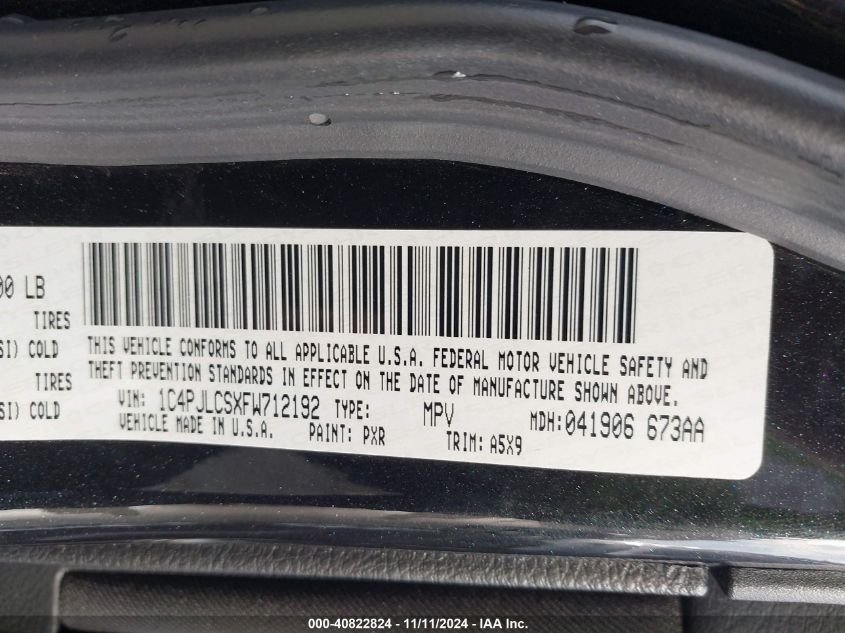 00 LB
TIRES
SI) COLD
TIRES
SI) COLD
THIS VEHICLE CONFORMS TO ALL APPLICABLE U.S.A. FEDERAL MOTOR VEHICLE SAFETY AND
THEFT PREVENTION STANDARDS IN EFFECT ON THE DATE OF MANUFACTURE SHOWN ABOVE.
VIN: 1C4PJLCSXFW712192 TYPE: MPV MDH:041906 673AA
VEHICLE MADE IN U.S.A. PAINT: PXR TRIM: A5X9
000-40822824 - 11/11/2024 - IAA Inc.